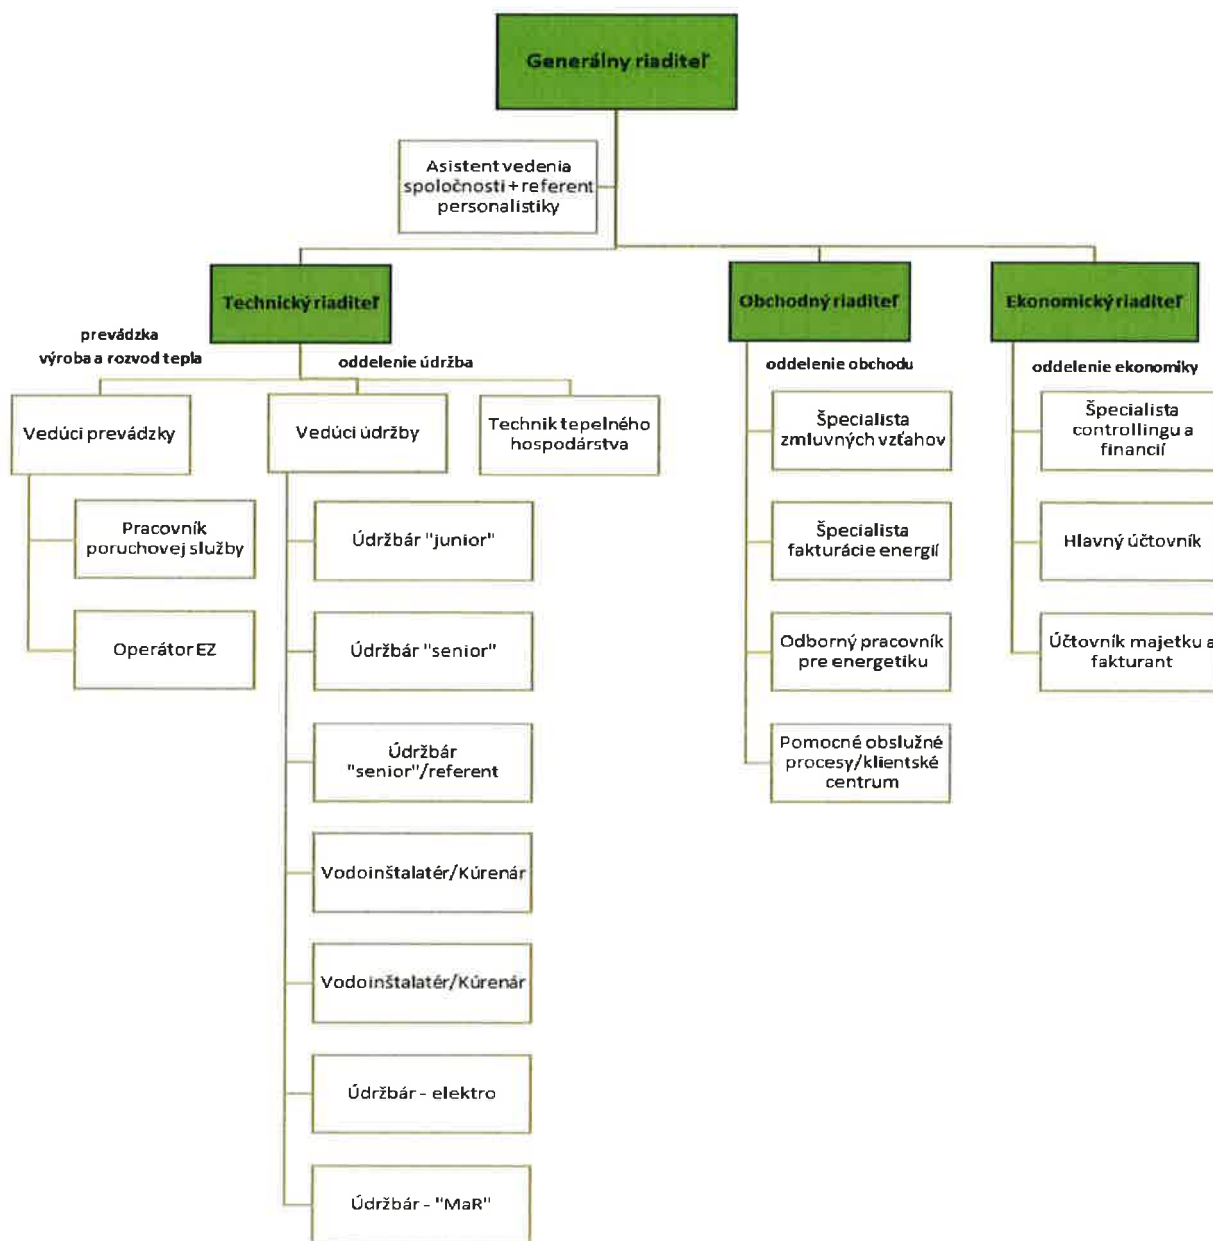 Generálny riaditeľ
Asistent vedenia
spoločnosti + referent
personalistiky
Technický riaditeľ
Obchodný riaditeľ
Ekonomický riaditeľ
prevádzka
výroba a rozvod tepla
oddelenie údržba
oddelenie obchodu
oddelenie ekonomiky
Vedúci prevádzky
Vedúci údržby
Technik tepelného
hospodárstva
Pracovník
poruchovej služby
Operátor EZ
Údržbár "junior"
Údržbár "senior"
Údržbár
"senior"/referent
Vodoinštalatér/Kúrenár
Vodoinštalatér/Kúrenár
Údržbár - elektro
Údržbár - "MaR"
Špecialista
zmluvných vzťahov
Špecialista
fakturácie energií
Odborný pracovník
pre energetiku
Pomocné obslužné
procesy/klientské
centrum
Špecialista
controllingu a
financií
Hlavný účtovník
Účtovník majetku a
fakturant